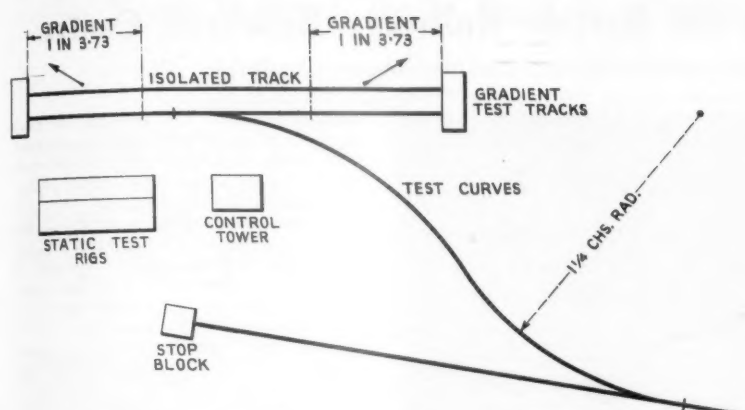 GRADIENT
1 IN 3·73
GRADIENT
1 IN 3·73
ISOLATED TRACK
GRADIENT
TEST TRACKS
TEST CURVES
1¼ CHS. RAD.
STATIC TEST
RIGS
CONTROL
TOWER
STOP
BLOCK